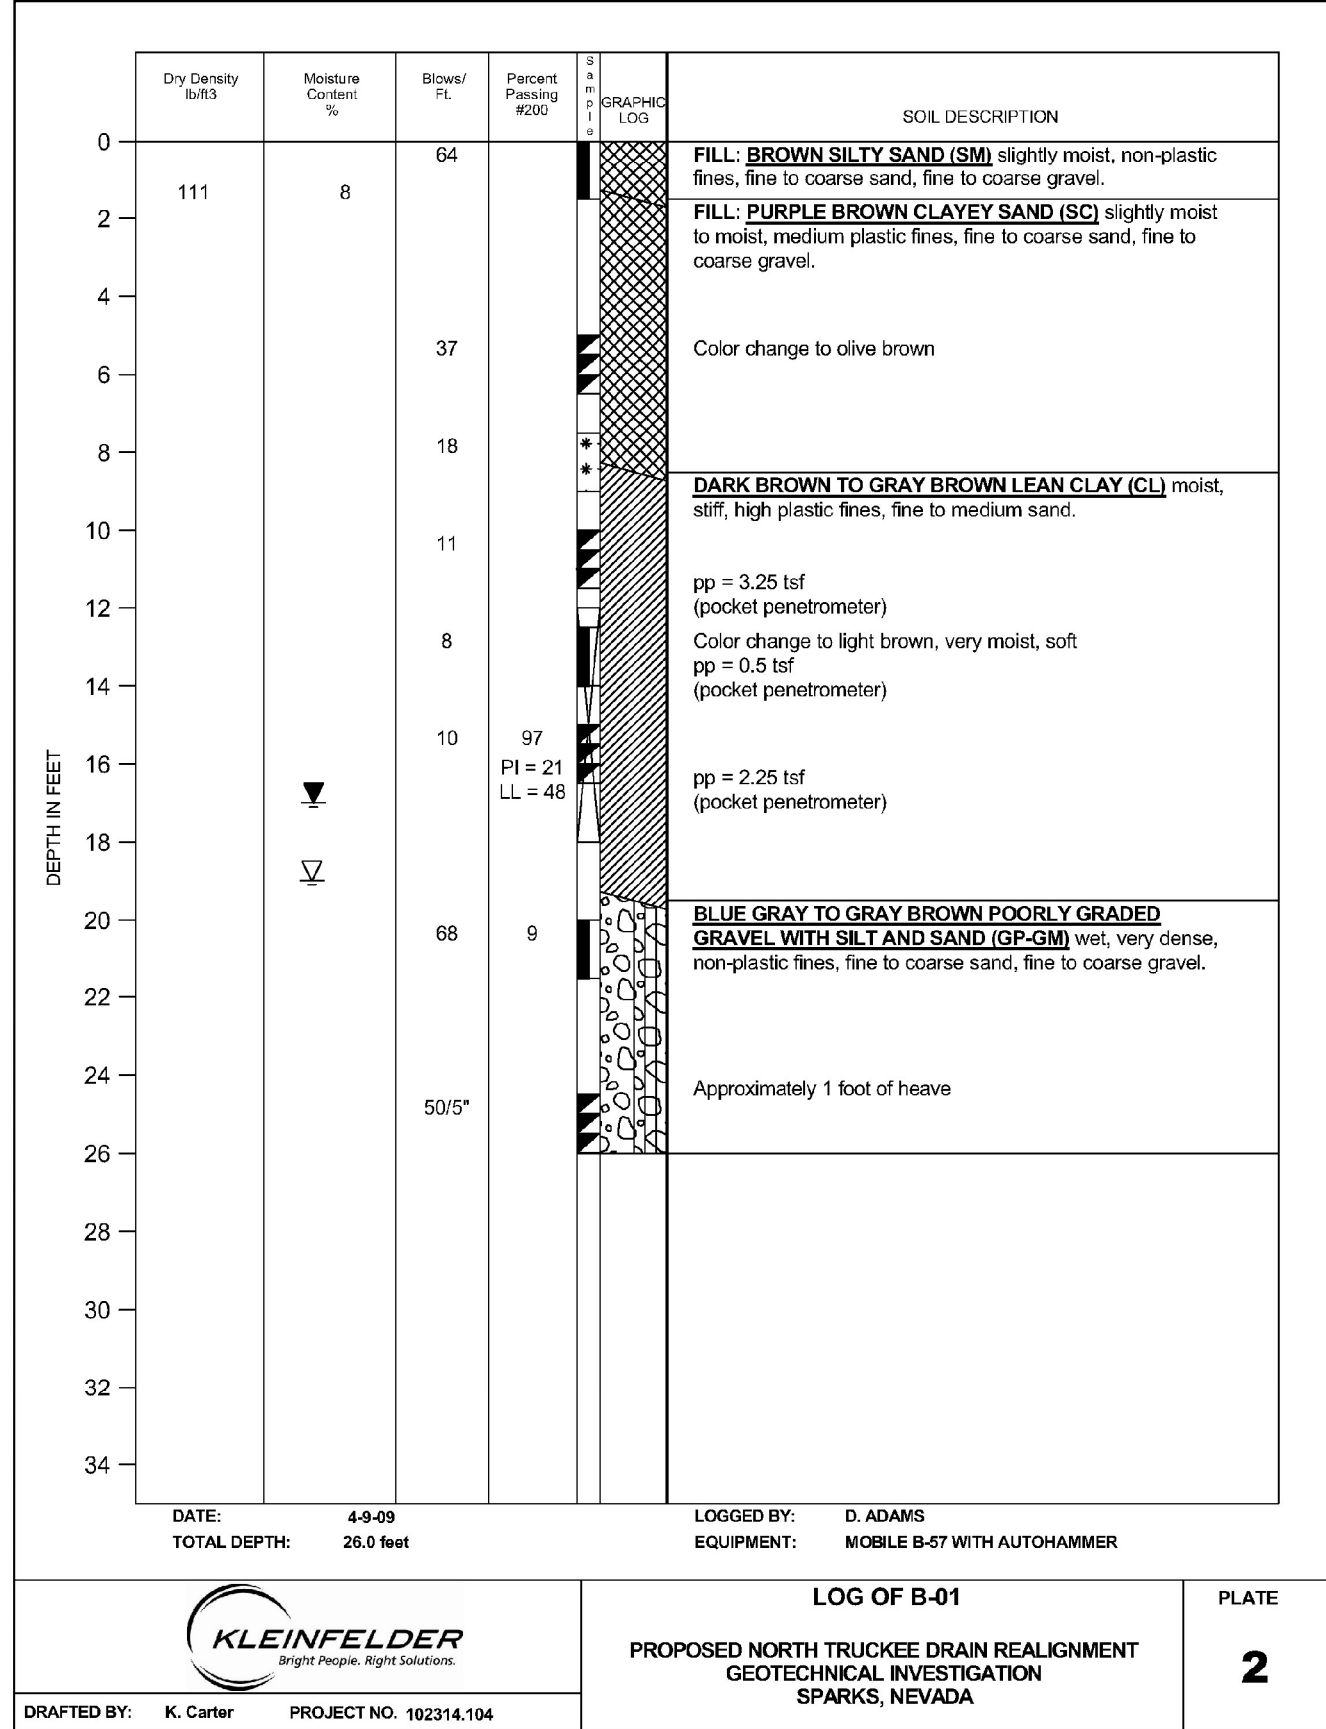 Dry Density
lb/ft3
Moisture
Content
%
Blows/
Ft.
Percent
Passing
#200
Sample
GRAPHIC
LOG
SOIL DESCRIPTION
0
64
FILL: BROWN SILTY SAND (SM) slightly moist, non-plastic
fines, fine to coarse sand, fine to coarse gravel.
111
8
2
FILL: PURPLE BROWN CLAYEY SAND (SC) slightly moist
to moist, medium plastic fines, fine to coarse sand, fine to
coarse gravel.
4
37
Color change to olive brown
6
18
8
DARK BROWN TO GRAY BROWN LEAN CLAY (CL) moist,
stiff, high plastic fines, fine to medium sand.
10
11
pp = 3.25 tsf
(pocket penetrometer)
12
8
Color change to light brown, very moist, soft
pp = 0.5 tsf
(pocket penetrometer)
14
10
97
PI = 21
LL = 48
16
pp = 2.25 tsf
(pocket penetrometer)
DEPTH IN FEET
18
20
68
9
BLUE GRAY TO GRAY BROWN POORLY GRADED
GRAVEL WITH SILT AND SAND (GP-GM) wet, very dense,
non-plastic fines, fine to coarse sand, fine to coarse gravel.
22
24
50/5"
Approximately 1 foot of heave
26
28
30
32
34
DATE: 4-9-09
TOTAL DEPTH: 26.0 feet
LOGGED BY: D. ADAMS
EQUIPMENT: MOBILE B-57 WITH AUTOHAMMER
KLEINFELDER
Bright People. Right Solutions.
DRAFTED BY: K. Carter PROJECT NO. 102314.104
LOG OF B-01
PROPOSED NORTH TRUCKEE DRAIN REALIGNMENT
GEOTECHNICAL INVESTIGATION
SPARKS, NEVADA
PLATE
2